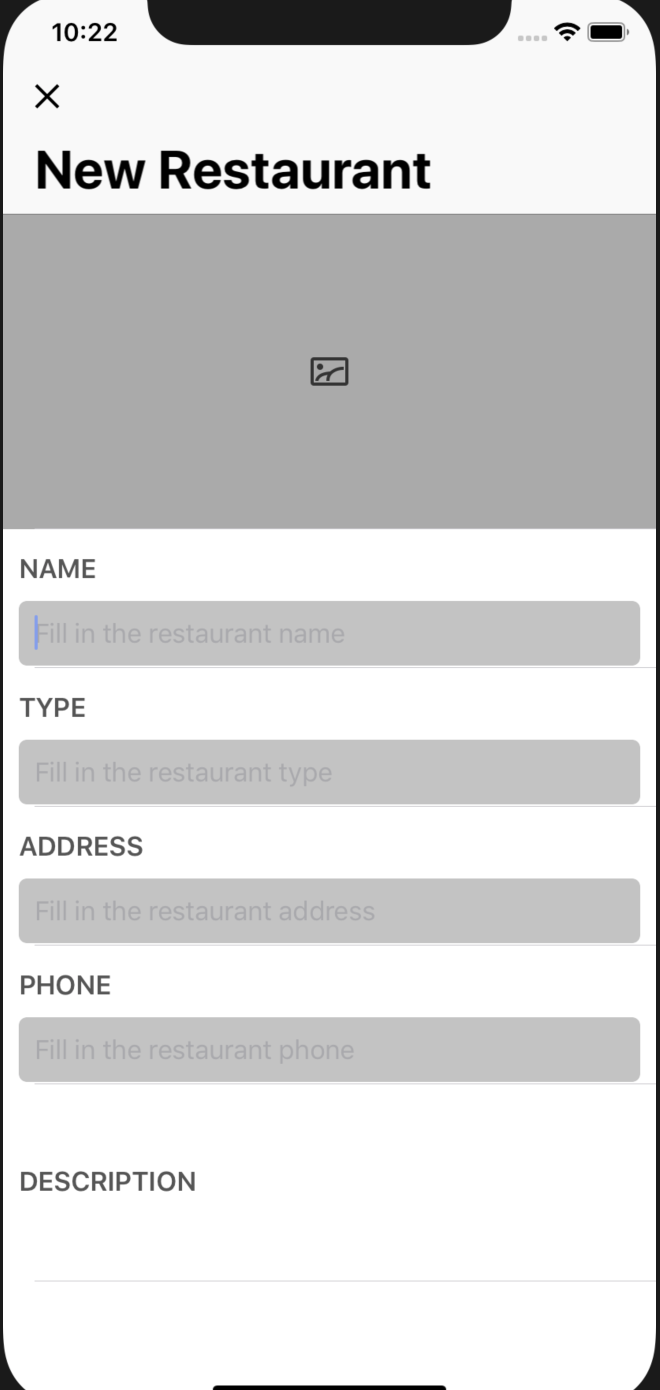 10:22
New Restaurant
NAME
Fill in the restaurant name
TYPE
Fill in the restaurant type
ADDRESS
Fill in the restaurant address
PHONE
Fill in the restaurant phone
DESCRIPTION